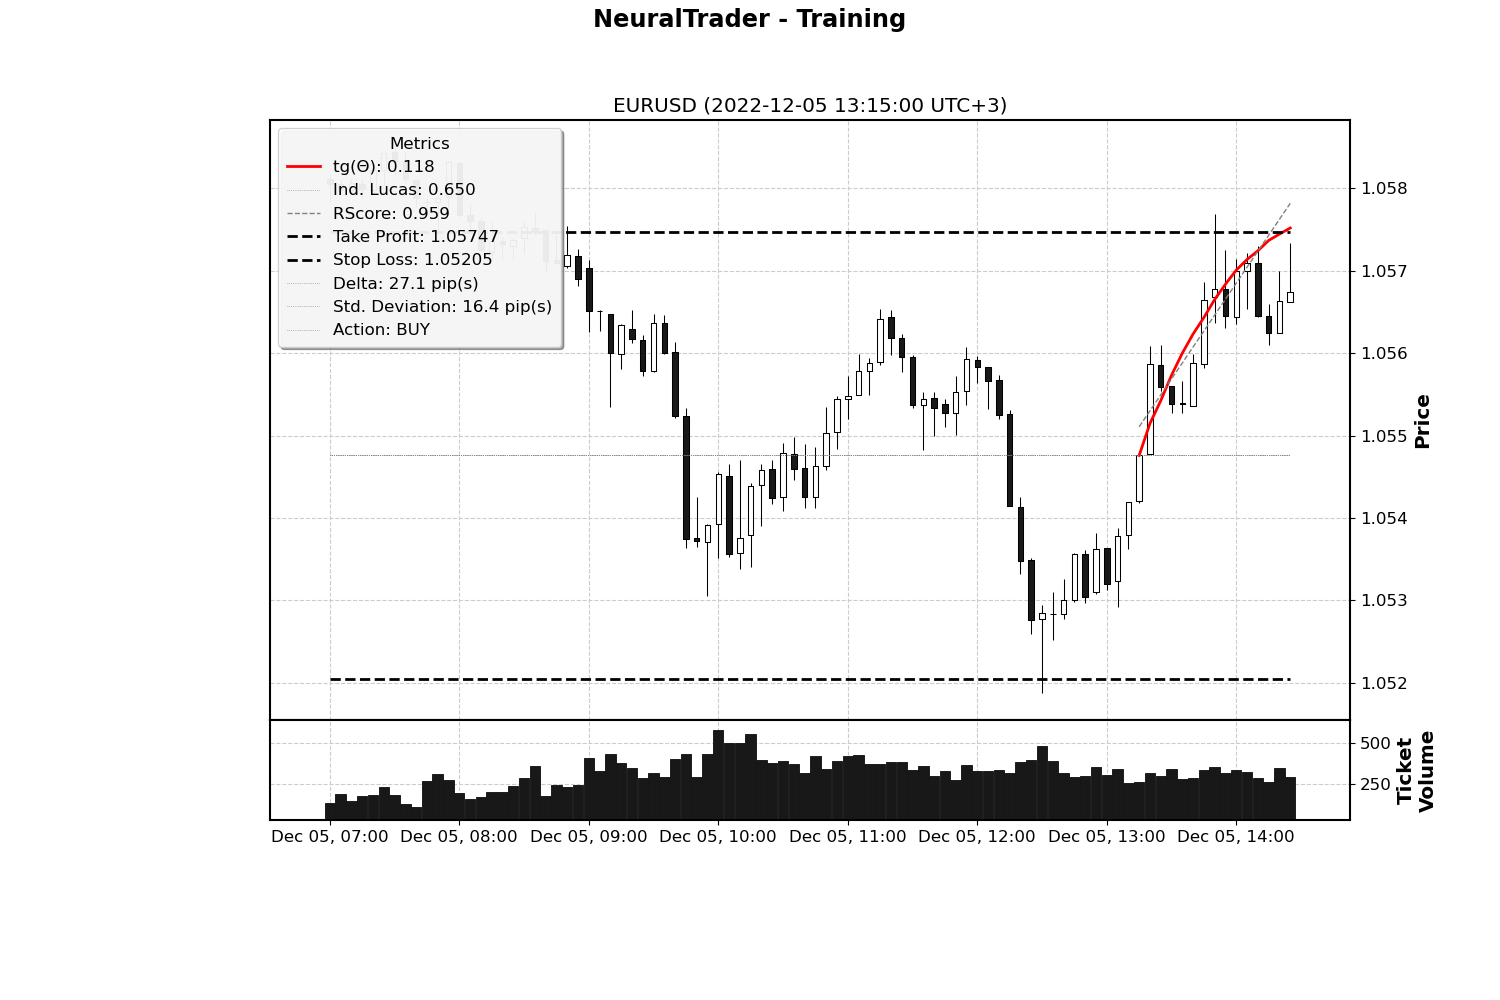 NeuralTrader - Training
EURUSD (2022-12-05 13:15:00 UTC+3)
Metrics
tg(Θ): 0.118
Ind. Lucas: 0.650
RScore: 0.959
Take Profit: 1.05747
Stop Loss: 1.05205
Delta: 27.1 pip(s)
Std. Deviation: 16.4 pip(s)
Action: BUY
1.058
1.057
1.056
1.055
1.054
1.053
1.052
Price
500
250
Ticket
Volume
Dec 05, 07:00 Dec 05, 08:00 Dec 05, 09:00 Dec 05, 10:00 Dec 05, 11:00 Dec 05, 12:00 Dec 05, 13:00 Dec 05, 14:00